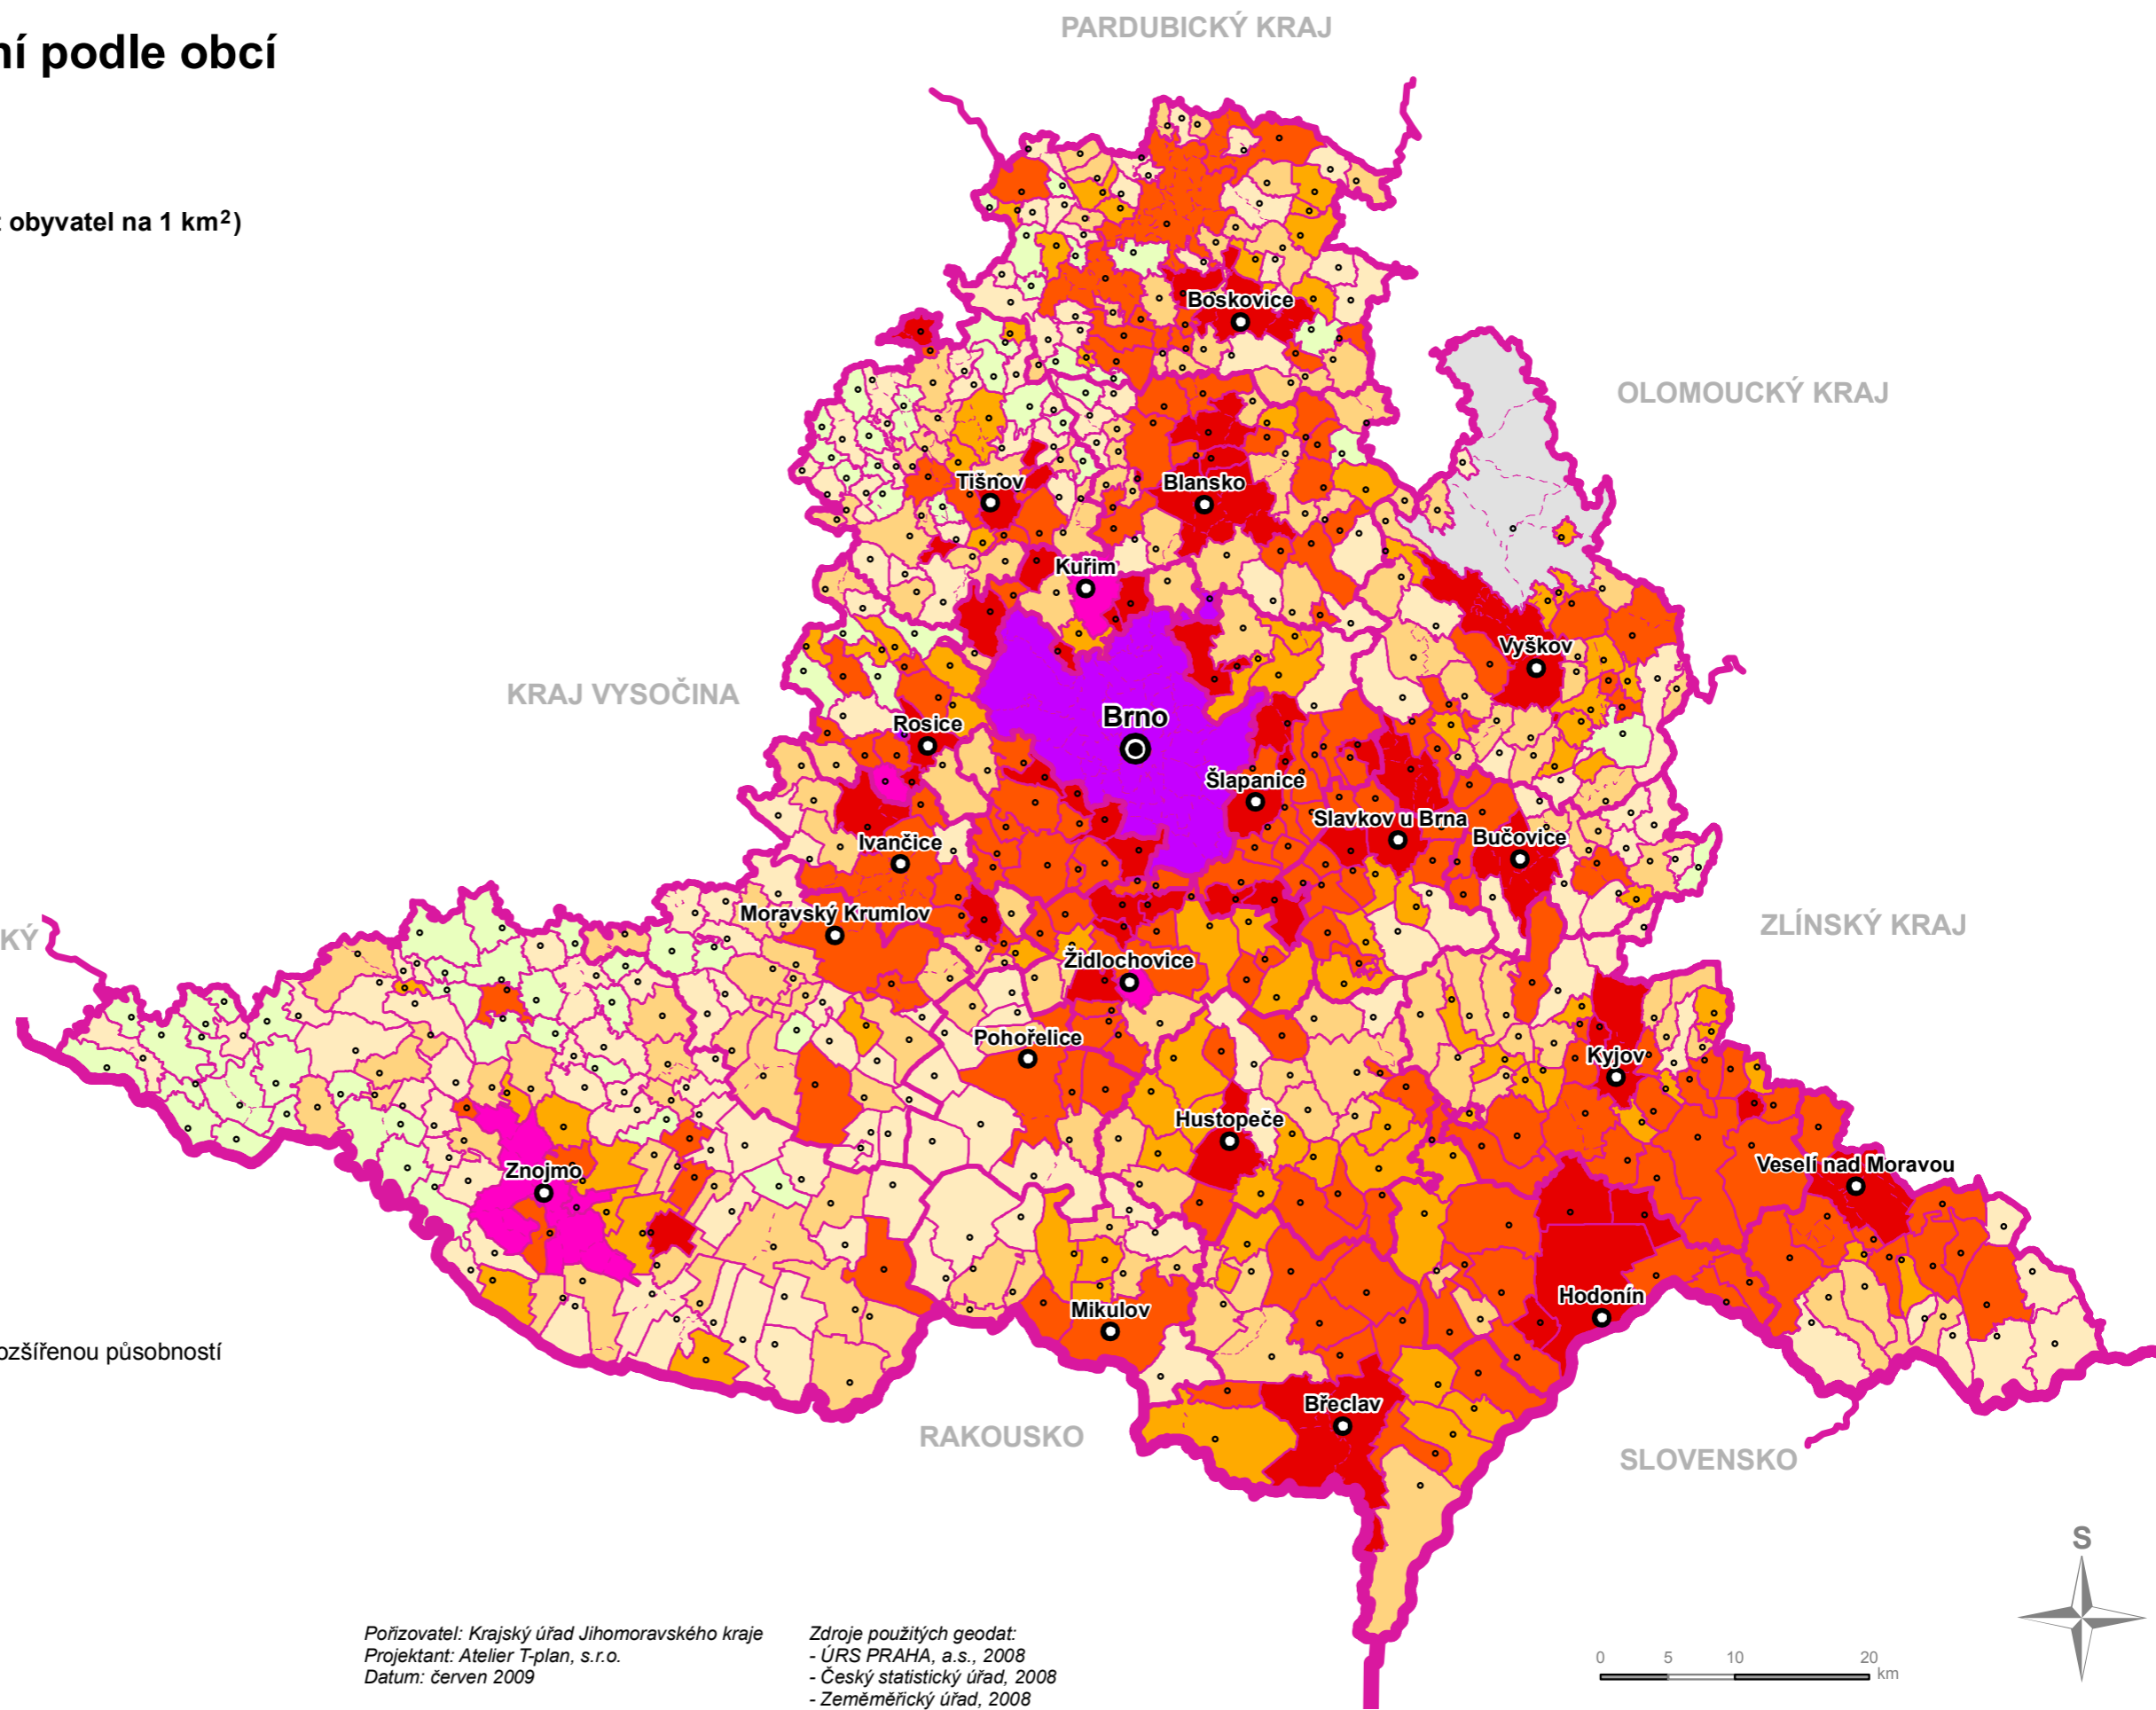 ní podle obcí
obyvatel na 1 km²)
PARDUBICKÝ KRAJ
OLOMOUCKÝ KRAJ
KRAJ VYSOČINA
ZLÍNSKÝ KRAJ
KÝ
RAKOUSKO
SLOVENSKO
Boskovice
Tišnov
Blansko
Kuřim
Vyškov
Rosice
Brno
Šlapanice
Slavkov u Brna
Bučovice
Ivančice
Moravský Krumlov
Židlochovice
Pohořelice
Kyjov
Hustopeče
Znojmo
Veselí nad Moravou
Hodonín
Mikulov
Břeclav
ozšířenou působností
Pořizovatel: Krajský úřad Jihomoravského kraje
Projektant: Atelier T-plan, s.r.o.
Datum: červen 2009
Zdroje použitých geodat:
- ÚRS PRAHA, a.s., 2008
- Český statistický úřad, 2008
- Zeměměřický úřad, 2008
0 5 10 20
km
S